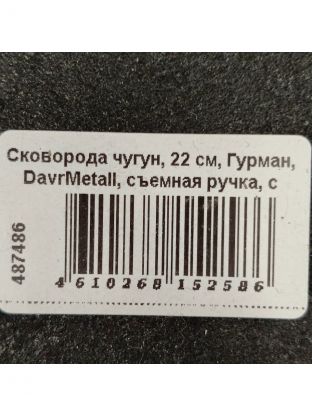 Сковорода чугун, 22 см, Гурман,
DavrMetall, съемная ручка, с
487486
4 610268 152586